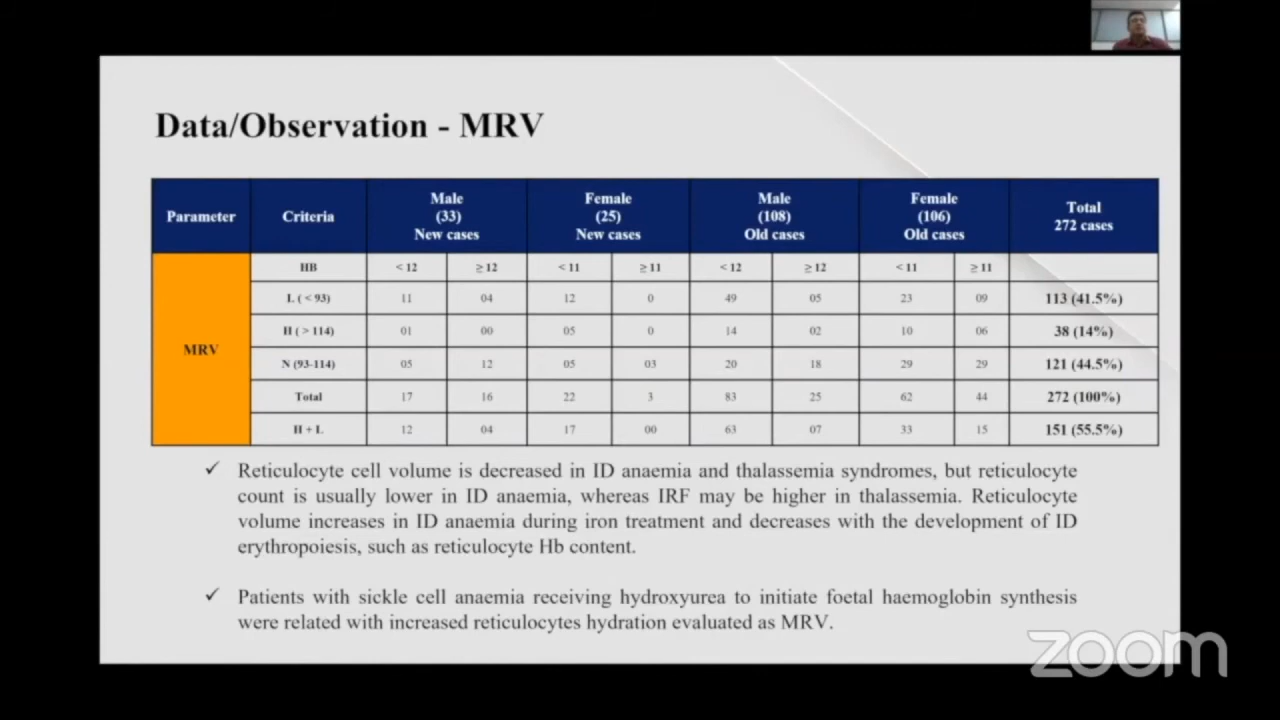 Data/Observation - MRV
Parameter Criteria Male (33) New cases Female (25) New cases Male (108) Old cases Female (106) Old cases Total 272 cases
MRV
HB < 12 ≥ 12 < 11 ≥ 11 < 12 ≥ 12 < 11 ≥ 11
L ( < 93) 11 04 12 0 49 05 23 09 113 (41.5%)
H ( > 114) 01 00 05 0 14 02 10 06 38 (14%)
N (93-114) 05 12 05 03 20 18 29 29 121 (44.5%)
Total 17 16 22 3 83 25 62 44 272 (100%)
H + L 12 04 17 00 63 07 33 15 151 (55.5%)
✓ Reticulocyte cell volume is decreased in ID anaemia and thalassemia syndromes, but reticulocyte
count is usually lower in ID anaemia, whereas IRF may be higher in thalassemia. Reticulocyte
volume increases in ID anaemia during iron treatment and decreases with the development of ID
erythropoiesis, such as reticulocyte Hb content.
✓ Patients with sickle cell anaemia receiving hydroxyurea to initiate foetal haemoglobin synthesis
were related with increased reticulocytes hydration evaluated as MRV.
zoom